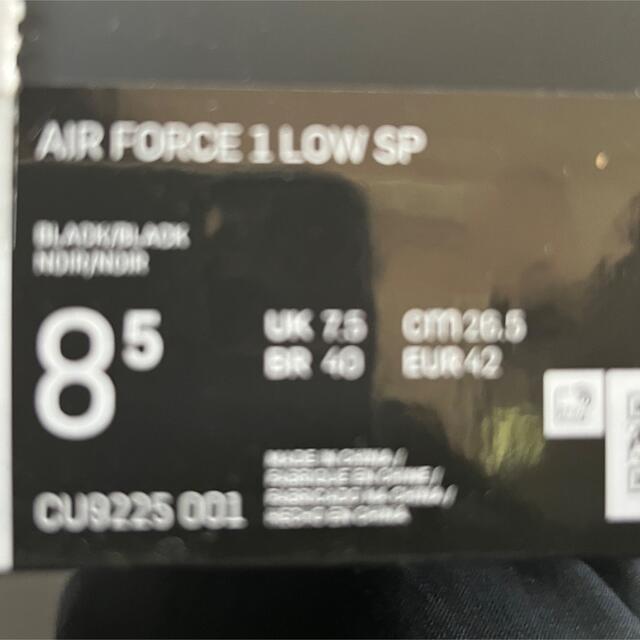 AIR FORCE 1 LOW SP
BLACK/BLACK
NOIR/NOIR
8 5
UK 7.5 cm 26.5
BR 40 EUR 42
MADE IN CHINA /
FABRIQUE EN CHINE /
FABRICADO NA CHINA /
HECHO EN CHINA
CU9225 001